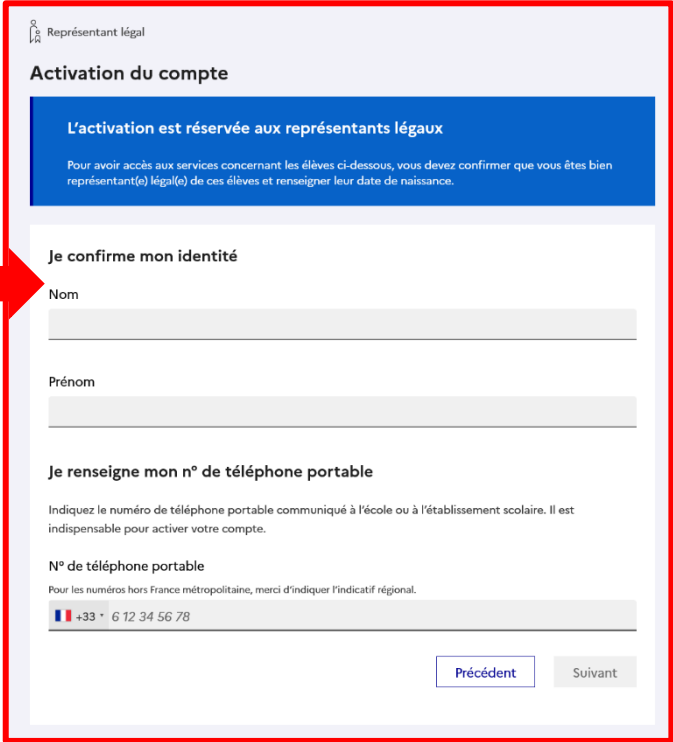 Représentant légal
Activation du compte
L'activation est réservée aux représentants légaux
Pour avoir accès aux services concernant les élèves ci-dessous, vous devez confirmer que vous êtes bien
représentant(e) légal(e) de ces élèves et renseigner leur date de naissance.
Je confirme mon identité
Nom
Prénom
Je renseigne mon n° de téléphone portable
Indiquez le numéro de téléphone portable communiqué à l'école ou à l'établissement scolaire. Il est
indispensable pour activer votre compte.
N° de téléphone portable
Pour les numéros hors France métropolitaine, merci d'indiquer l'indicatif régional.
+33 6 12 34 56 78
Précédent Suivant